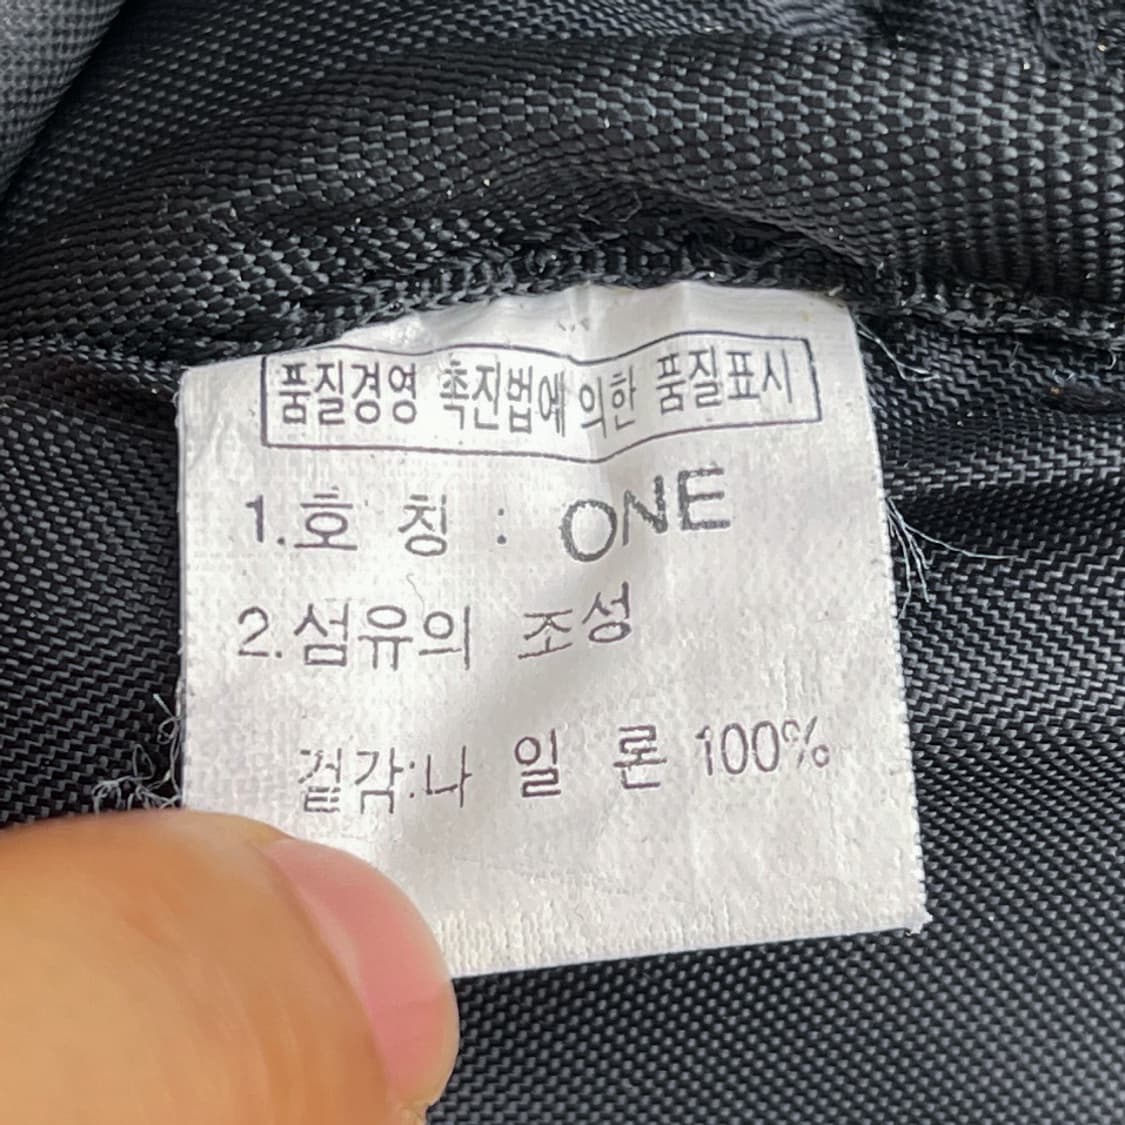 품질경영 촉진법에 의한 품질표시
1.호 칭 : ONE
2.섬유의 조성
겉감:나 일 론 100%